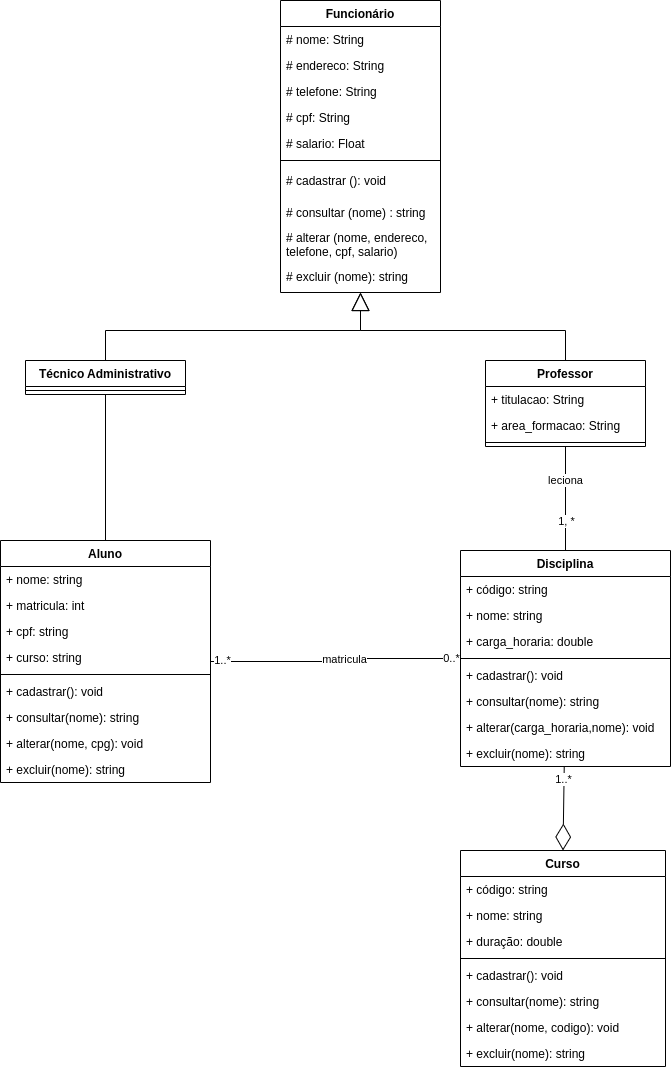 Funcionário
# nome: String
# endereco: String
# telefone: String
# cpf: String
# salario: Float
# cadastrar (): void
# consultar (nome) : string
# alterar (nome, endereco,
telefone, cpf, salario)
# excluir (nome): string
Técnico Administrativo
Professor
+ titulacao: String
+ area_formacao: String
leciona
1, *
Aluno
+ nome: string
+ matricula: int
+ cpf: string
+ curso: string
+ cadastrar(): void
+ consultar(nome): string
+ alterar(nome, cpg): void
+ excluir(nome): string
1..*
matricula
0..*
Disciplina
+ código: string
+ nome: string
+ carga_horaria: double
+ cadastrar(): void
+ consultar(nome): string
+ alterar(carga_horaria,nome): void
+ excluir(nome): string
1..*
Curso
+ código: string
+ nome: string
+ duração: double
+ cadastrar(): void
+ consultar(nome): string
+ alterar(nome, codigo): void
+ excluir(nome): string